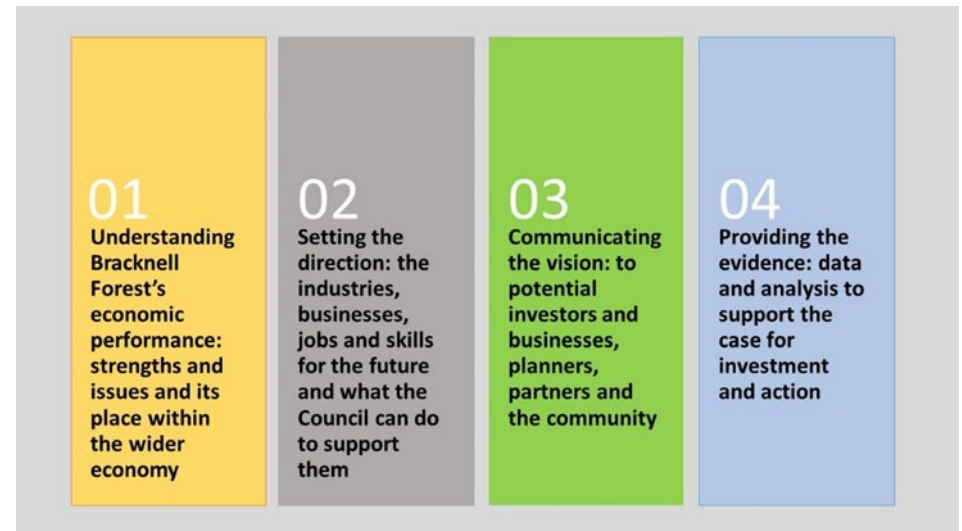 01
Understanding
Bracknell
Forest’s
economic
performance:
strengths and
issues and its
place within
the wider
economy
02
Setting the
direction: the
industries,
businesses,
jobs and skills
for the future
and what the
Council can do
to support
them
03
Communicating
the vision: to
potential
investors and
businesses,
planners,
partners and
the community
04
Providing the
evidence: data
and analysis to
support the
case for
investment
and action